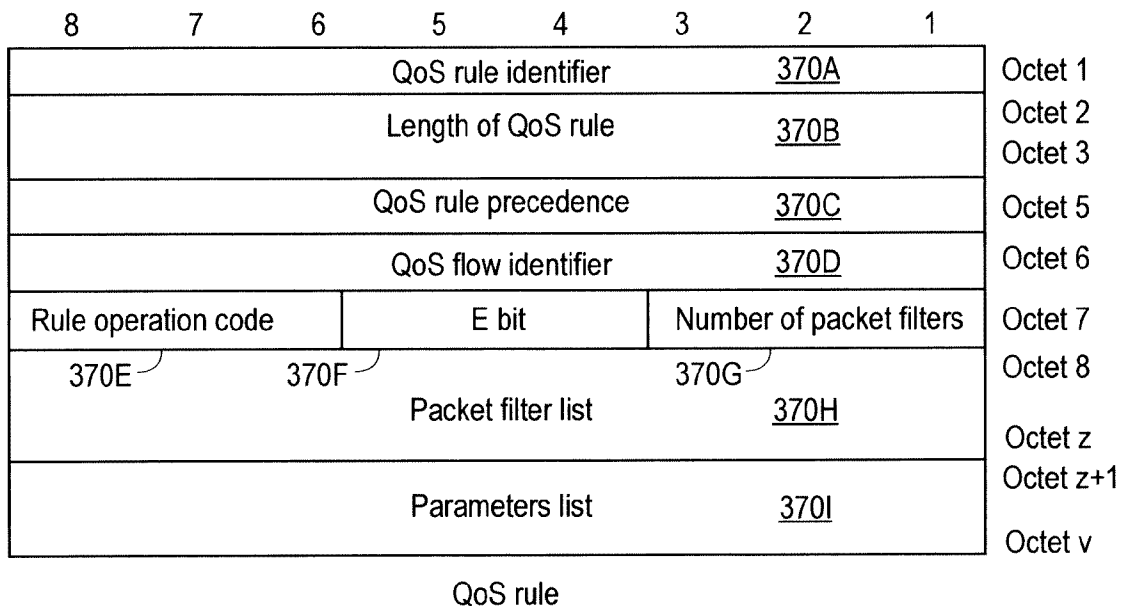 8 7 6 5 4 3 2 1
QoS rule identifier 370A Octet 1
Octet 2
Length of QoS rule 370B
Octet 3
QoS rule precedence 370C Octet 5
QoS flow identifier 370D Octet 6
Rule operation code E bit Number of packet filters Octet 7
370E 370F 370G Octet 8
Packet filter list 370H
Octet z
Octet z+1
Parameters list 370I
Octet v
QoS rule